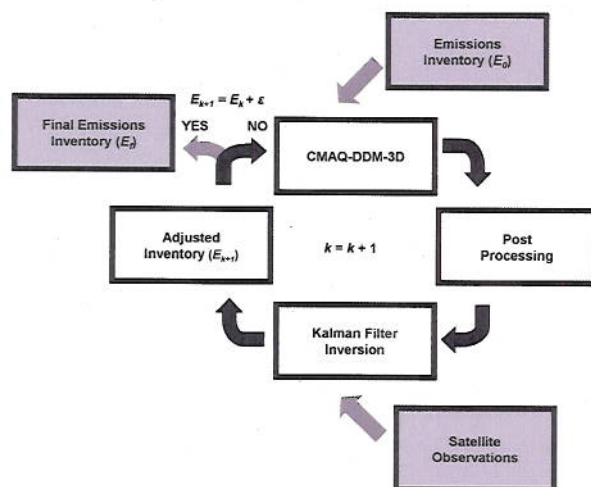 Emissions
Inventory (E₀)
Eₖ₊₁ = Eₖ + ε
YES NO
Final Emissions
Inventory (E_f)
CMAQ-DDM-3D
Adjusted
Inventory (Eₖ₊₁)
k = k + 1
Post
Processing
Kalman Filter
Inversion
Satellite
Observations